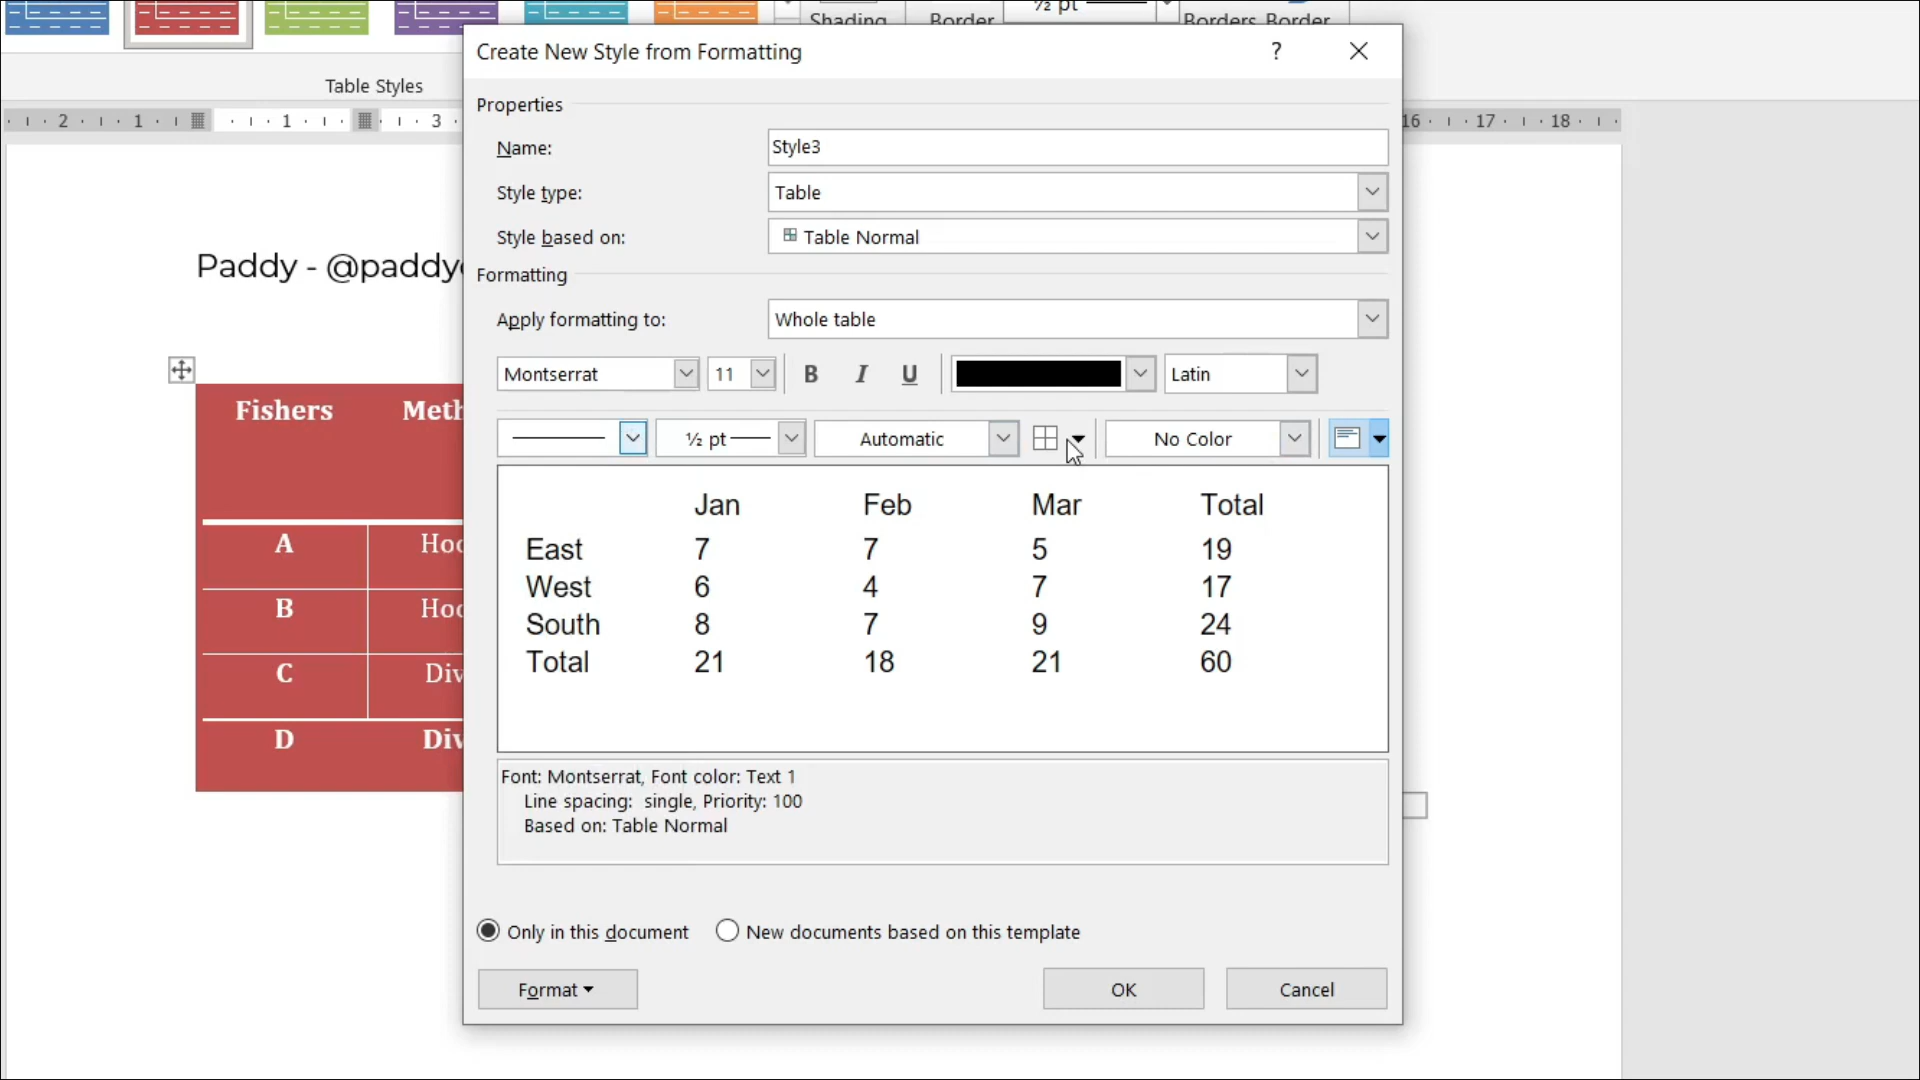 ½ pt
Shading
Border
Borders Border
Create New Style from Formatting
?
Table Styles
Properties
2 1 1 3
16 17 18
Name:
Style3
Style type:
Table
Style based on:
Table Normal
Paddy - @paddy
Formatting
Apply formatting to:
Whole table
Montserrat
11
B I U
Latin
Fishers
½ pt
Automatic
No Color
Jan Feb Mar Total
East 7 7 5 19
West 6 4 7 17
South 8 7 9 24
Total 21 18 21 60
A
B
C
D
Font: Montserrat, Font color: Text 1
Line spacing: single, Priority: 100
Based on: Table Normal
Only in this document
New documents based on this template
Format
OK
Cancel